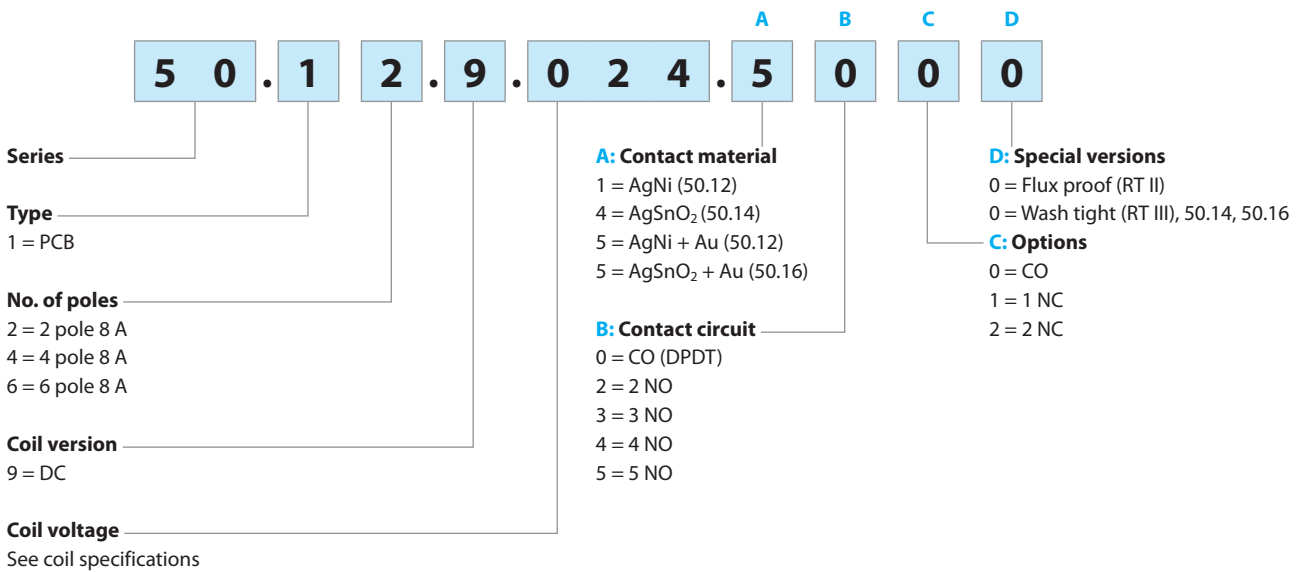 A B C D
5 0 . 1 2 . 9 . 0 2 4 . 5 0 0 0
Series
Type
1 = PCB
No. of poles
2 = 2 pole 8 A
4 = 4 pole 8 A
6 = 6 pole 8 A
Coil version
9 = DC
Coil voltage
See coil specifications
A: Contact material
1 = AgNi (50.12)
4 = AgSnO₂ (50.14)
5 = AgNi + Au (50.12)
5 = AgSnO₂ + Au (50.16)
B: Contact circuit
0 = CO (DPDT)
2 = 2 NO
3 = 3 NO
4 = 4 NO
5 = 5 NO
D: Special versions
0 = Flux proof (RT II)
0 = Wash tight (RT III), 50.14, 50.16
C: Options
0 = CO
1 = 1 NC
2 = 2 NC